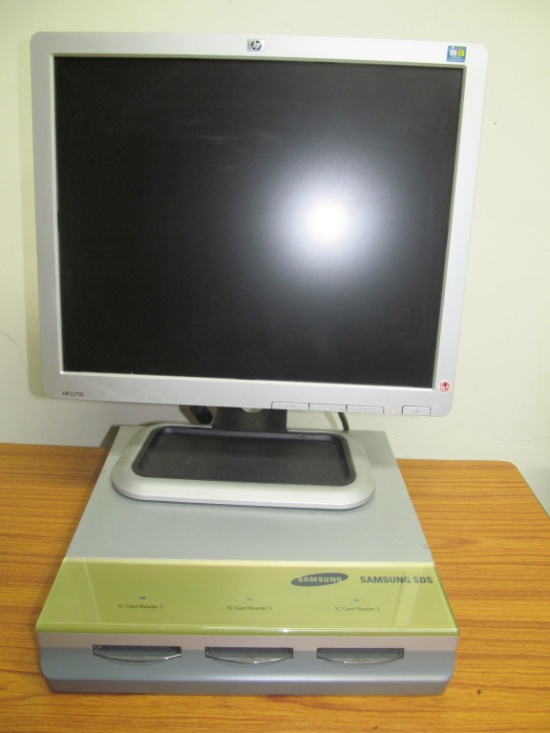 hp
HP L1710
SAMSUNG SAMSUNG SDS
IC Card Reader 1 IC Card Reader 2 IC Card Reader 3